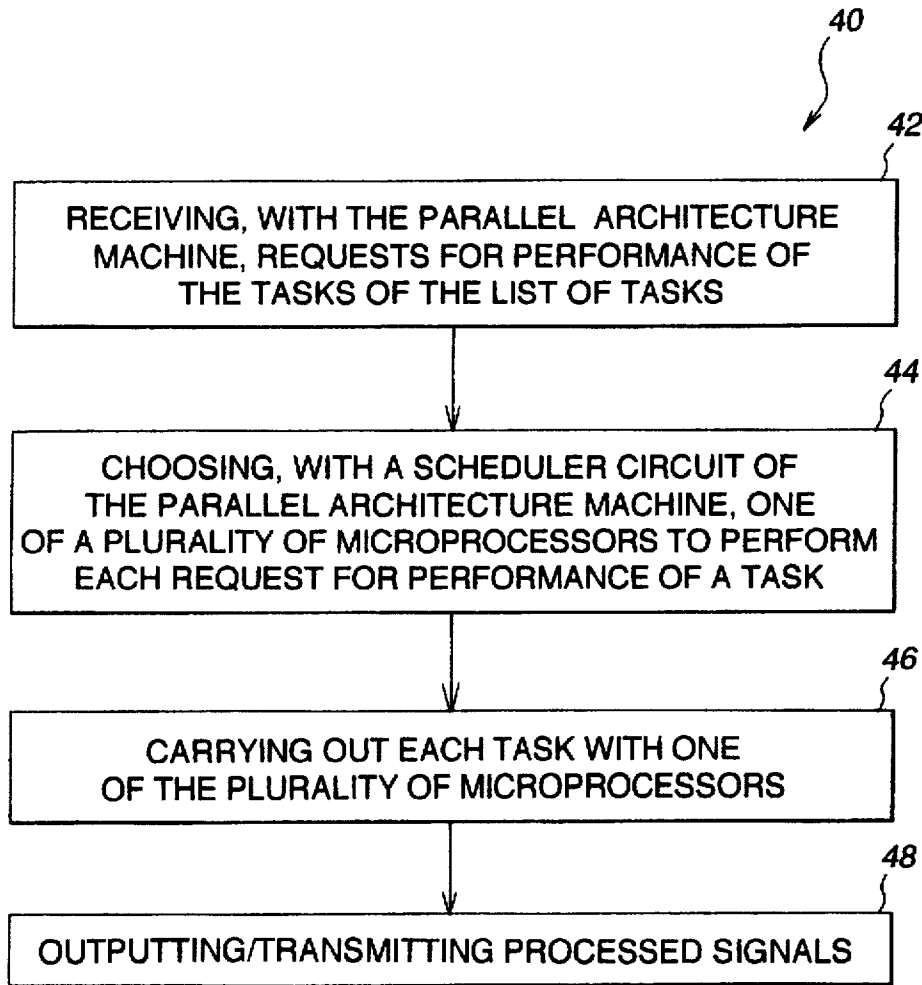 40
42
RECEIVING, WITH THE PARALLEL ARCHITECTURE
MACHINE, REQUESTS FOR PERFORMANCE OF
THE TASKS OF THE LIST OF TASKS
44
CHOOSING, WITH A SCHEDULER CIRCUIT OF
THE PARALLEL ARCHITECTURE MACHINE, ONE
OF A PLURALITY OF MICROPROCESSORS TO PERFORM
EACH REQUEST FOR PERFORMANCE OF A TASK
46
CARRYING OUT EACH TASK WITH ONE
OF THE PLURALITY OF MICROPROCESSORS
48
OUTPUTTING/TRANSMITTING PROCESSED SIGNALS